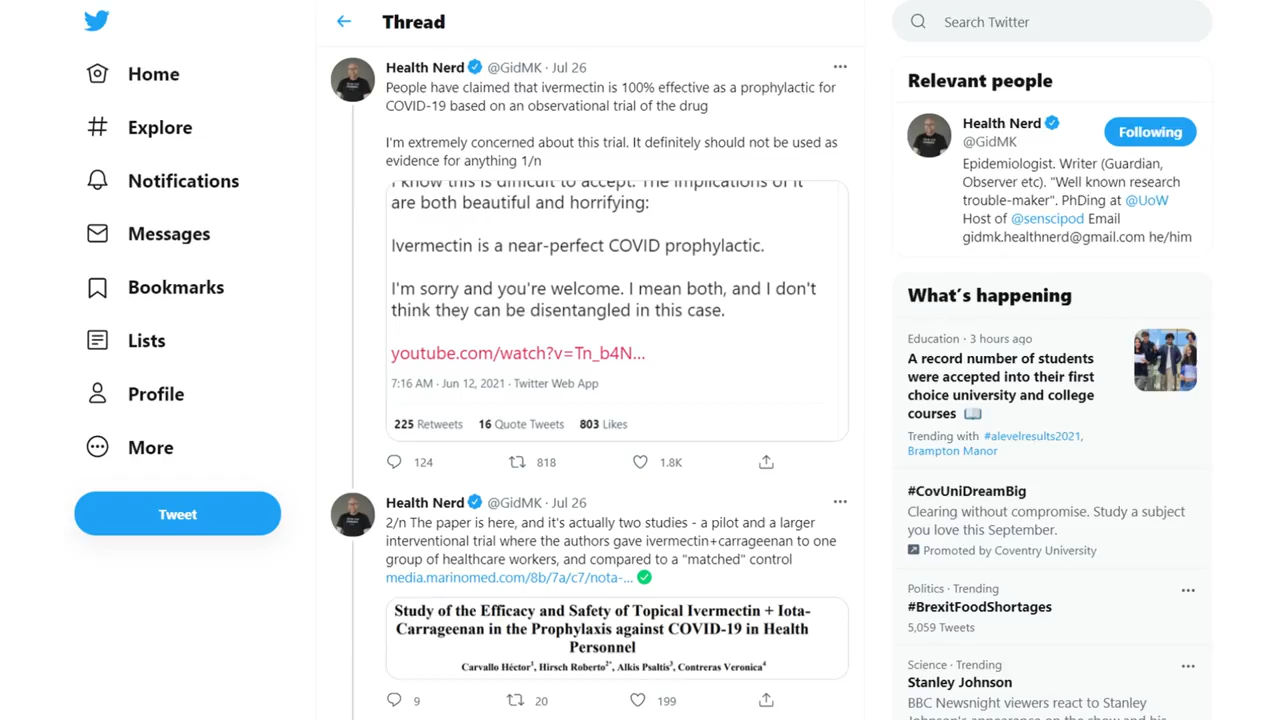 Home
Explore
Notifications
Messages
Bookmarks
Lists
Profile
More
Tweet
Thread
Health Nerd @GidMK · Jul 26
People have claimed that ivermectin is 100% effective as a prophylactic for
COVID-19 based on an observational trial of the drug
I'm extremely concerned about this trial. It definitely should not be used as
evidence for anything 1/n
I know this is difficult to accept. The implications of it
are both beautiful and horrifying:
Ivermectin is a near-perfect COVID prophylactic.
I'm sorry and you're welcome. I mean both, and I don't
think they can be disentangled in this case.
youtube.com/watch?v=Tn_b4N...
7:16 AM · Jun 12, 2021 · Twitter Web App
225 Retweets 16 Quote Tweets 803 Likes
124 818 1.8K
Health Nerd @GidMK · Jul 26
2/n The paper is here, and it's actually two studies - a pilot and a larger
interventional trial where the authors gave ivermectin+carrageenan to one
group of healthcare workers, and compared to a "matched" control
media.marinomed.com/8b/7a/c7/nota-...
Study of the Efficacy and Safety of Topical Ivermectin + Iota-
Carrageenan in the Prophylaxis against COVID-19 in Health
Personnel
Carvallo Héctor¹, Hirsch Roberto²*, Alkis Psaltis³, Contreras Veronica⁴
9 20 199
Search Twitter
Relevant people
Health Nerd
@GidMK
Following
Epidemiologist. Writer (Guardian,
Observer etc). "Well known research
trouble-maker". PhDing at @UoW
Host of @senscipod Email
gidmk.healthnerd@gmail.com he/him
What's happening
Education · 3 hours ago
A record number of students
were accepted into their first
choice university and college
courses
Trending with #alevelresults2021,
Brampton Manor
#CovUniDreamBig
Clearing without compromise. Study a subject
you love this September.
Promoted by Coventry University
Politics · Trending
#BrexitFoodShortages
5,059 Tweets
Science · Trending
Stanley Johnson
BBC Newsnight viewers react to Stanley
Johnson's appearance on the show and his